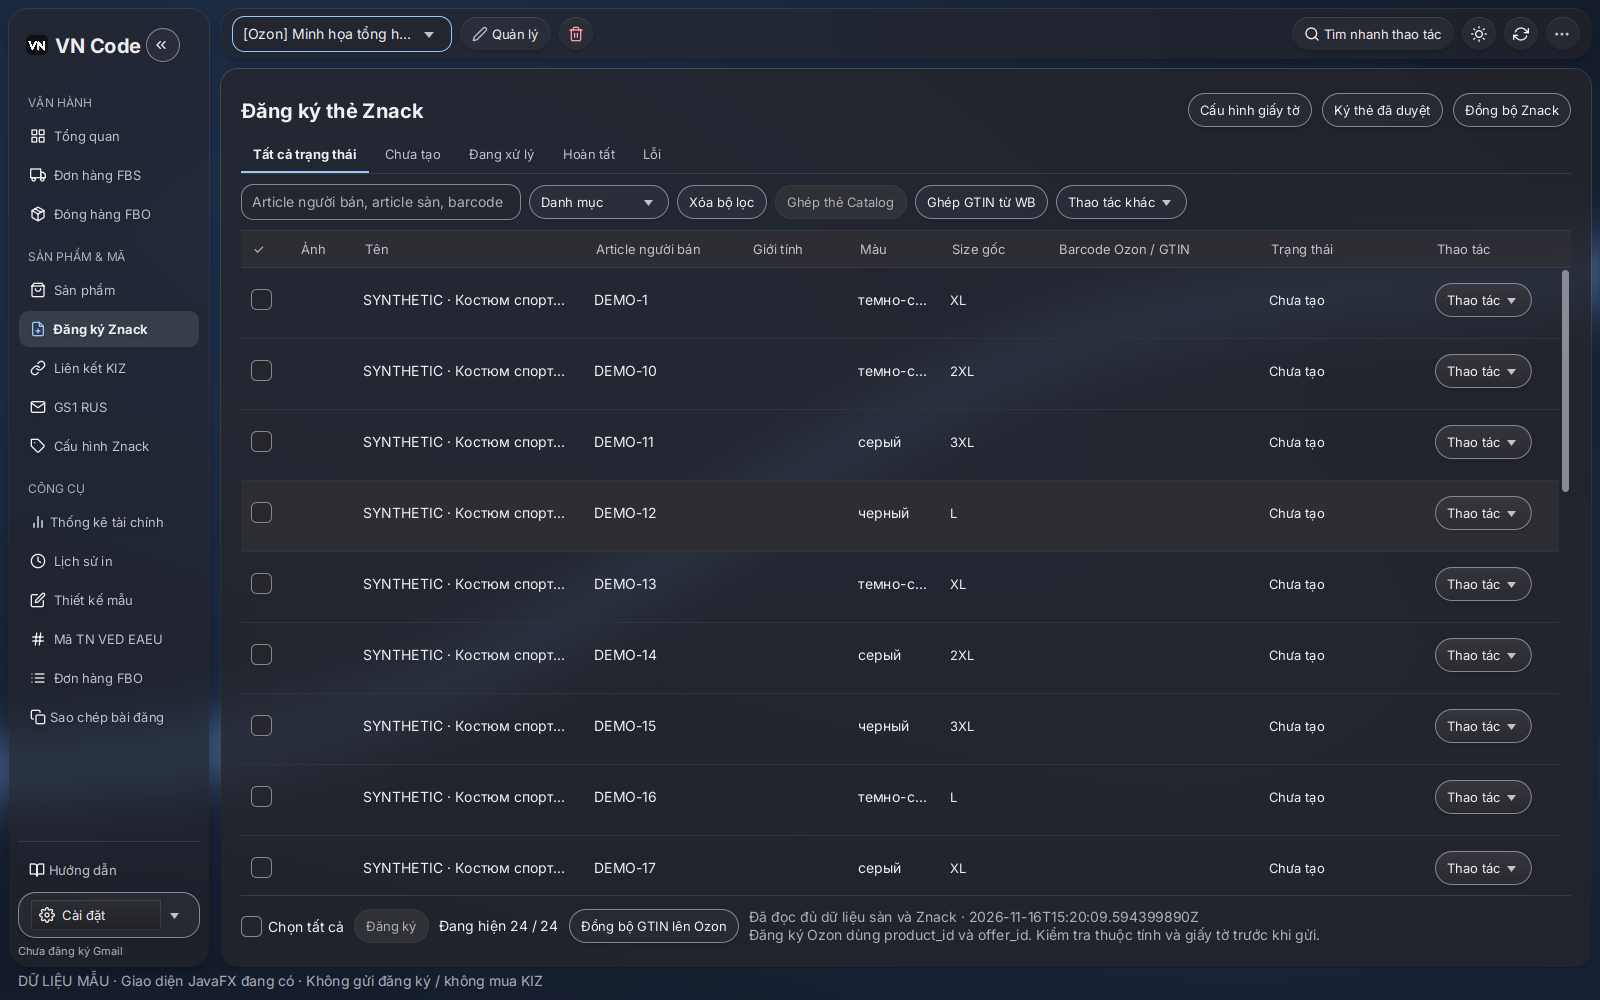 VN VN Code
VẬN HÀNH
Tổng quan
Đơn hàng FBS
Đóng hàng FBO
SẢN PHẨM & MÃ
Sản phẩm
Đăng ký Znack
Liên kết KIZ
GS1 RUS
Cấu hình Znack
CÔNG CỤ
Thống kê tài chính
Lịch sử in
Thiết kế mẫu
Mã TN VED EAEU
Đơn hàng FBO
Sao chép bài đăng
Hướng dẫn
Cài đặt
Chưa đăng ký Gmail
[Ozon] Minh họa tổng h... Quản lý Tìm nhanh thao tác
Đăng ký thẻ Znack Cấu hình giấy tờ Ký thẻ đã duyệt Đồng bộ Znack
Tất cả trạng thái Chưa tạo Đang xử lý Hoàn tất Lỗi
Article người bán, article sàn, barcode Danh mục Xóa bộ lọc Ghép thẻ Catalog Ghép GTIN từ WB Thao tác khác
Ảnh Tên Article người bán Giới tính Màu Size gốc Barcode Ozon / GTIN Trạng thái Thao tác
SYNTHETIC · Костюм спорт... DEMO-1 темно-с... XL Chưa tạo Thao tác
SYNTHETIC · Костюм спорт... DEMO-10 темно-с... 2XL Chưa tạo Thao tác
SYNTHETIC · Костюм спорт... DEMO-11 серый 3XL Chưa tạo Thao tác
SYNTHETIC · Костюм спорт... DEMO-12 черный L Chưa tạo Thao tác
SYNTHETIC · Костюм спорт... DEMO-13 темно-с... XL Chưa tạo Thao tác
SYNTHETIC · Костюм спорт... DEMO-14 серый 2XL Chưa tạo Thao tác
SYNTHETIC · Костюм спорт... DEMO-15 черный 3XL Chưa tạo Thao tác
SYNTHETIC · Костюм спорт... DEMO-16 темно-с... L Chưa tạo Thao tác
SYNTHETIC · Костюм спорт... DEMO-17 серый XL Chưa tạo Thao tác
Chọn tất cả Đăng ký Đang hiện 24 / 24 Đồng bộ GTIN lên Ozon
Đã đọc đủ dữ liệu sàn và Znack · 2026-11-16T15:20:09.594399890Z
Đăng ký Ozon dùng product_id và offer_id. Kiểm tra thuộc tính và giấy tờ trước khi gửi.
DỮ LIỆU MẪU · Giao diện JavaFX đang có · Không gửi đăng ký / không mua KIZ